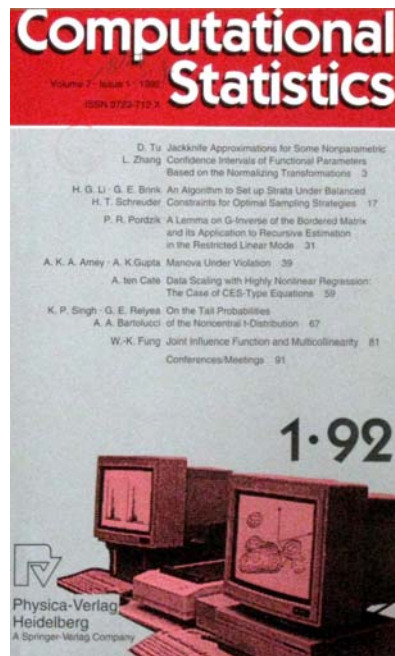 Computational
Statistics
Volume 7 · Issue 1 · 1992
ISSN 0723-712 X
D. Tu Jackknife Approximations for Some Nonparametric
L. Zhang Confidence Intervals of Functional Parameters
Based on the Normalizing Transformations 3
H. G. Li · G. E. Brink An Algorithm to Set up Strata Under Balanced
H. T. Schreuder Constraints for Optimal Sampling Strategies 17
P. R. Pordzik A Lemma on G-Inverse of the Bordered Matrix
and its Application to Recursive Estimation
in the Restricted Linear Mode 31
A. K. A. Amey · A. K. Gupta Manova Under Violation 39
A. ten Cate Data Scaling with Highly Nonlinear Regression:
The Case of CES-Type Equations 59
K. P. Singh · G. E. Relyea On the Tail Probabilities
A. A. Bartolucci of the Noncentral t-Distribution 67
W.-K. Fung Joint Influence Function and Multicollinearity 81
Conferences/Meetings 91
1·92
Physica-Verlag
Heidelberg
A Springer-Verlag Company